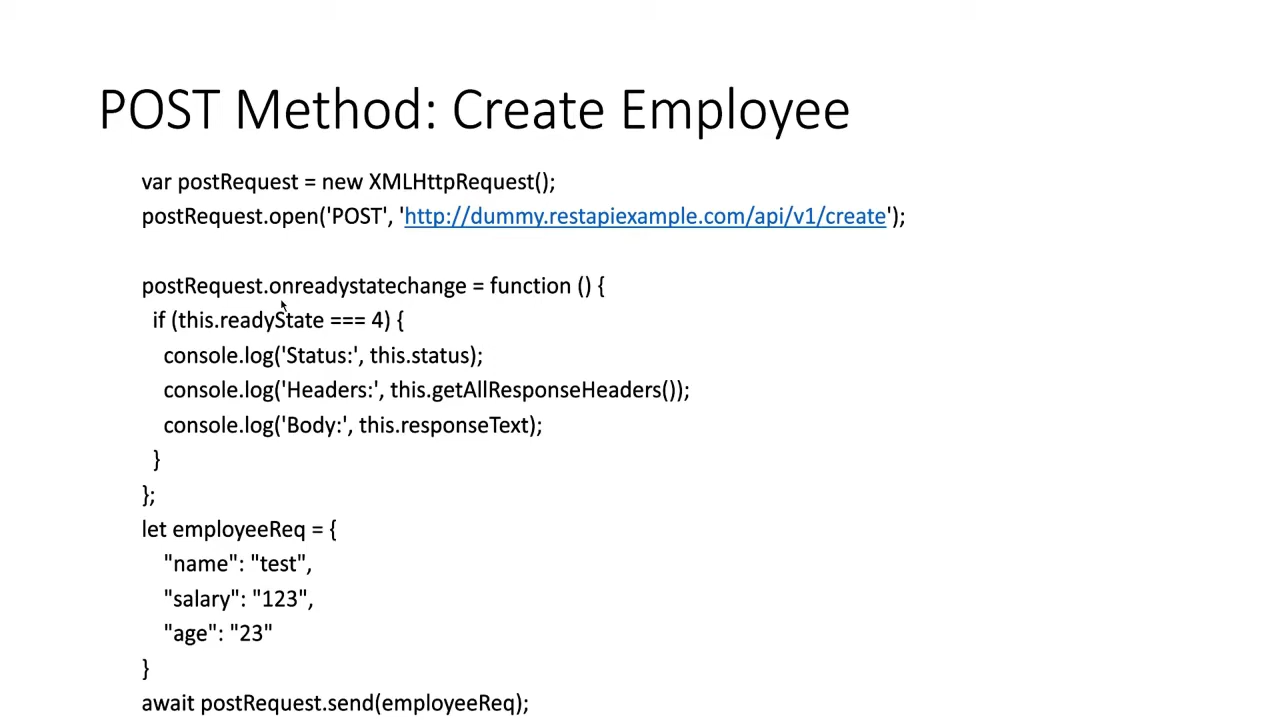 POST Method: Create Employee
var postRequest = new XMLHttpRequest();
postRequest.open('POST', 'http://dummy.restapiexample.com/api/v1/create');
postRequest.onreadystatechange = function () {
if (this.readyState === 4) {
console.log('Status:', this.status);
console.log('Headers:', this.getAllResponseHeaders());
console.log('Body:', this.responseText);
}
};
let employeeReq = {
"name": "test",
"salary": "123",
"age": "23"
}
await postRequest.send(employeeReq);